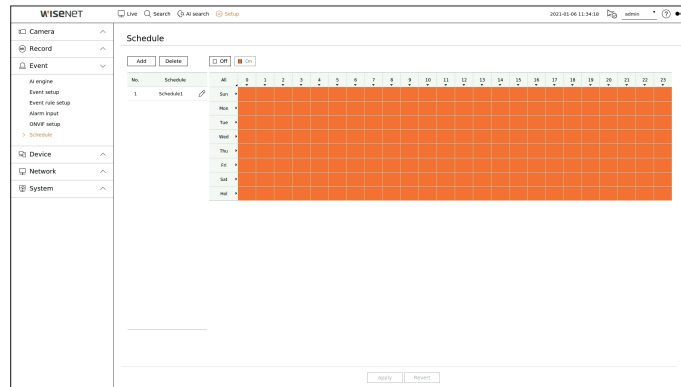 WISENET
Live Search AI search Setup 2021-01-06 11:34:18 admin ?
Camera
Record
Event
AI engine
Event setup
Event rule setup
Alarm input
ONVIF setup
> Schedule
Device
Network
System
Schedule
Add Delete Off On
No. Schedule All 0 1 2 3 4 5 6 7 8 9 10 11 12 13 14 15 16 17 18 19 20 21 22 23
1 Schedule1 Sun
Mon
Tue
Wed
Thu
Fri
Sat
Hol
Apply Revert